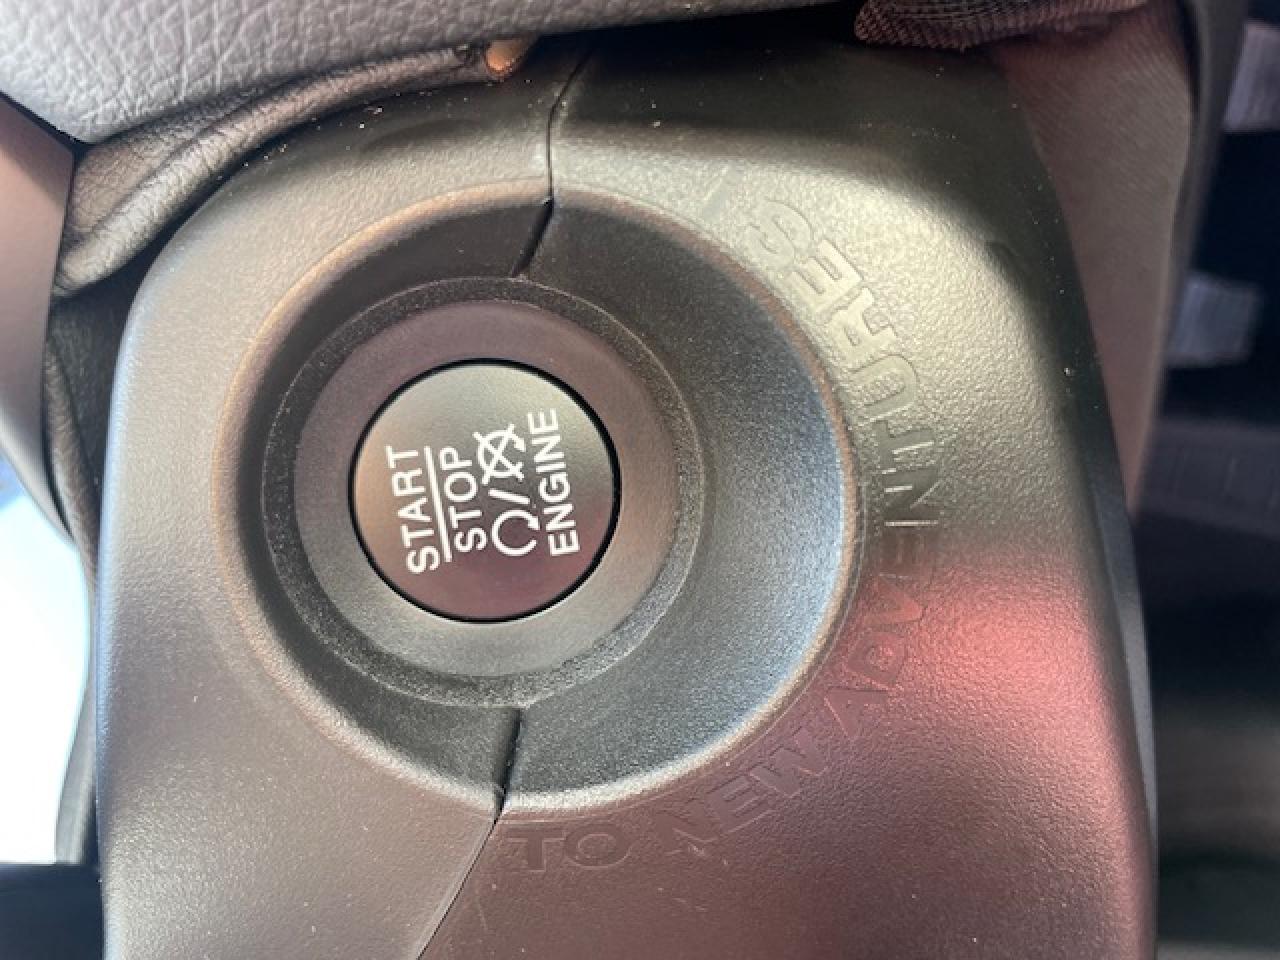 START
STOP
ENGINE
TO NEW ADVENTURES!